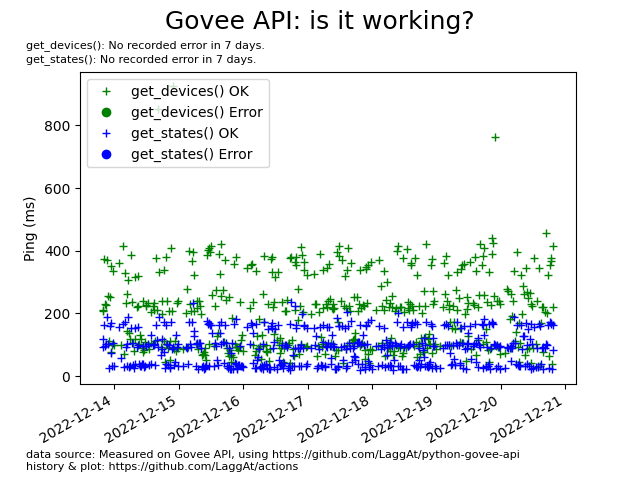 Govee API: is it working?
get_devices(): No recorded error in 7 days.
get_states(): No recorded error in 7 days.
get_devices() OK
get_devices() Error
get_states() OK
get_states() Error
Ping (ms)
800
600
400
200
0
2022-12-14
2022-12-15
2022-12-16
2022-12-17
2022-12-18
2022-12-19
2022-12-20
2022-12-21
data source: Measured on Govee API, using https://github.com/LaggAt/python-govee-api
history & plot: https://github.com/LaggAt/actions